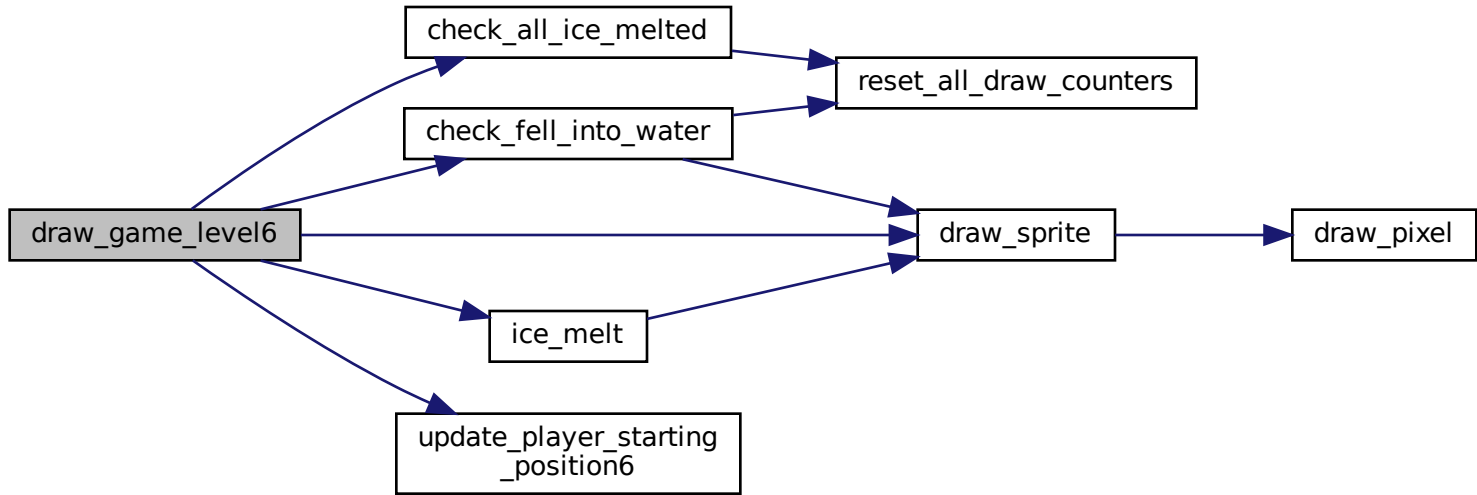 check_all_ice_melted
reset_all_draw_counters
check_fell_into_water
draw_game_level6
draw_sprite
draw_pixel
ice_melt
update_player_starting
_position6